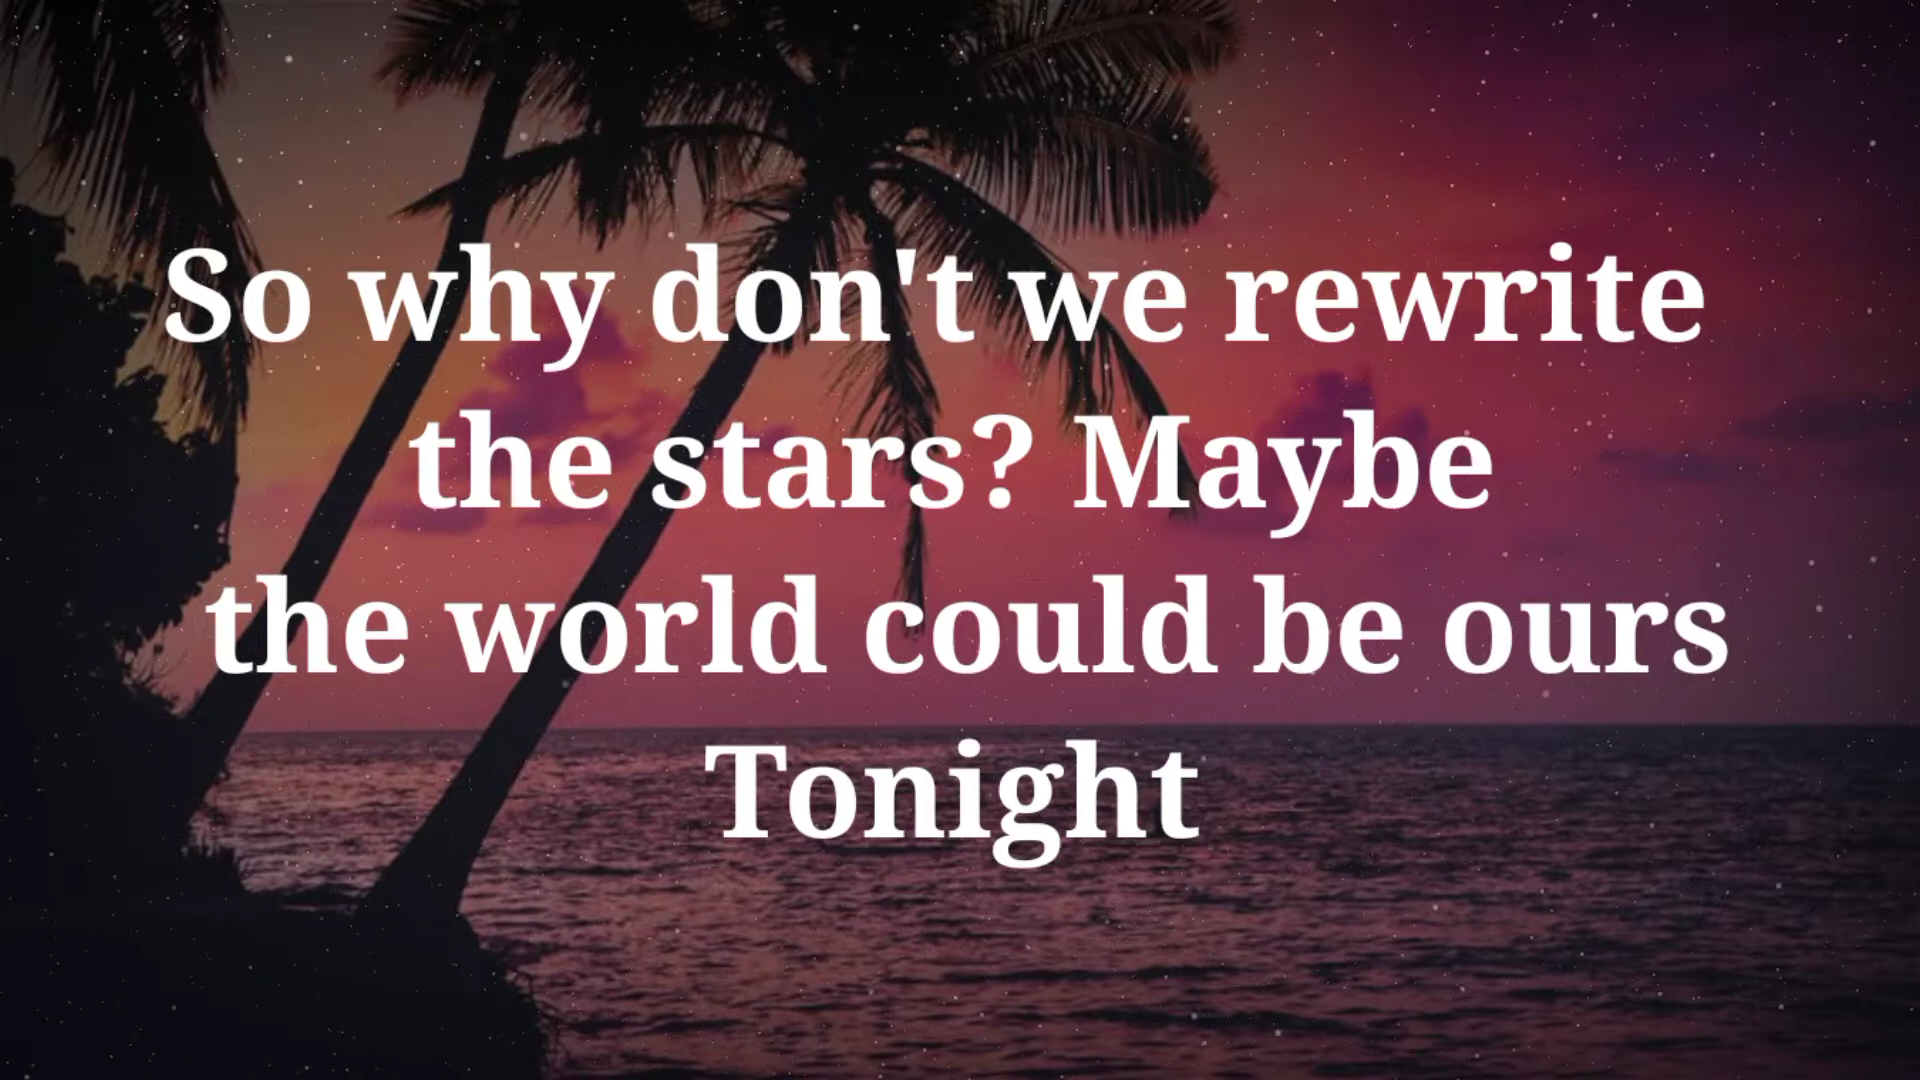 So why don't we rewrite
the stars? Maybe
the world could be ours
Tonight